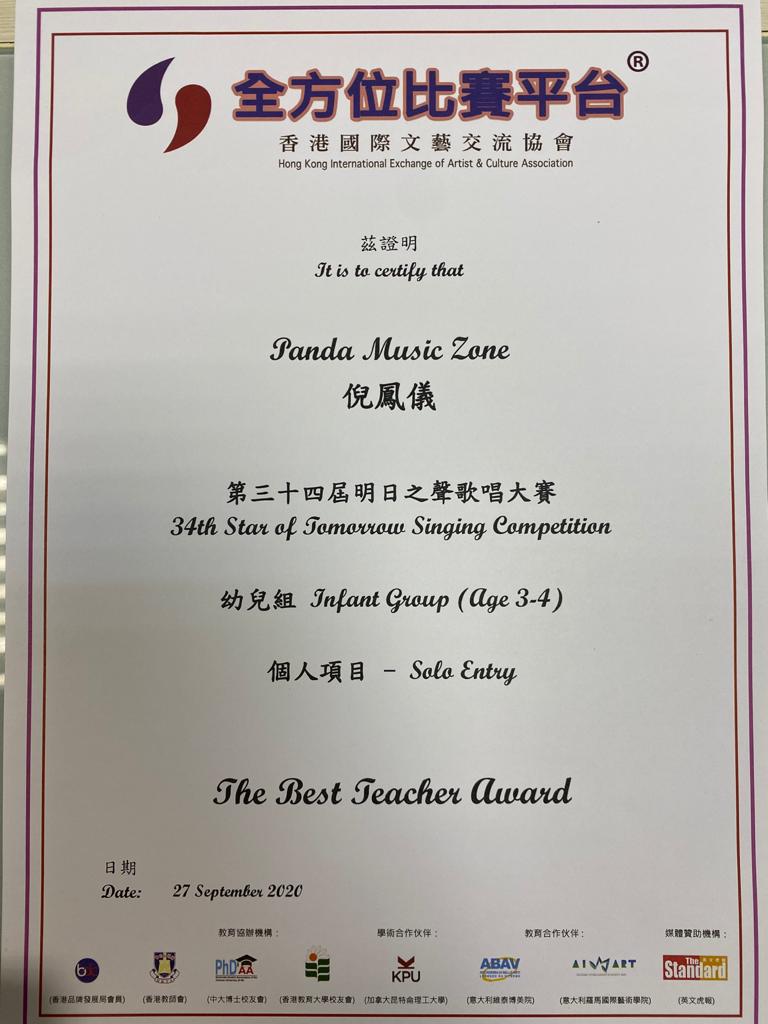 全方位比賽平台®
香港國際文藝交流協會
Hong Kong International Exchange of Artist & Culture Association
茲證明
It is to certify that
Panda Music Zone
倪鳳儀
第三十四屆明日之聲歌唱大賽
34th Star of Tomorrow Singing Competition
幼兒組 Infant Group (Age 3-4)
個人項目 - Solo Entry
The Best Teacher Award
日期
Date: 27 September 2020
教育協辦機構: 學術合作伙伴: 教育合作伙伴: 媒體贊助機構:
PhD AA KPU ABAV The Standard
(香港品牌發展局會員) (香港教師會) (中大博士校友會) (香港教育大學校友會) (加拿大昆特侖理工大學) (意大利維泰博美院) (意大利羅馬國際藝術學院) (英文虎報)